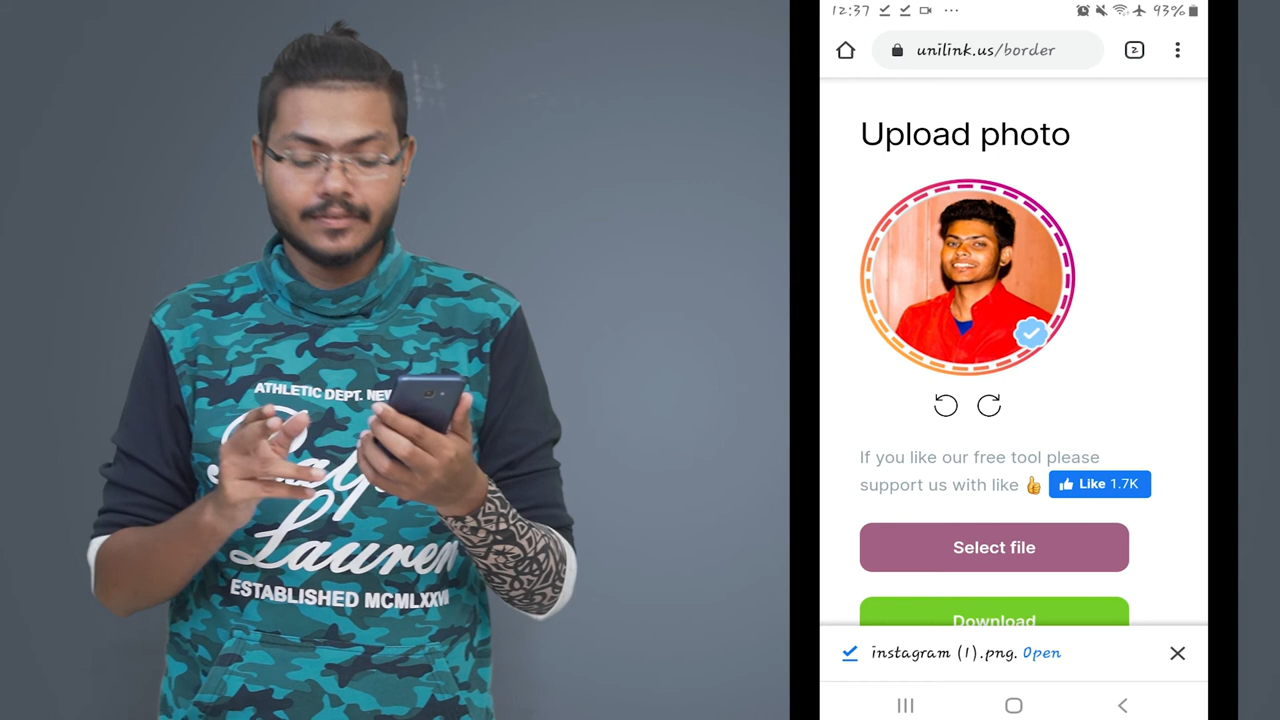 ATHLETIC DEPT. NEW
Lauren
ESTABLISHED MCMLXXVI
12:37
93%
unilink.us/border
2
Upload photo
If you like our free tool please
support us with like 👍 Like 1.7K
Select file
Download
instagram (1).png. Open